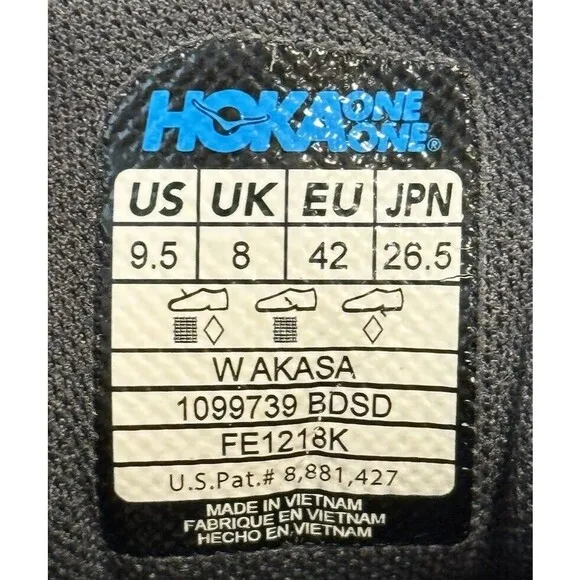 HOKA ONE ONE®
US UK EU JPN
9.5 8 42 26.5
W AKASA
1099739 BDSD
FE1218K
U.S.Pat.# 8,881,427
MADE IN VIETNAM
FABRIQUE EN VIETNAM
HECHO EN VIETNAM